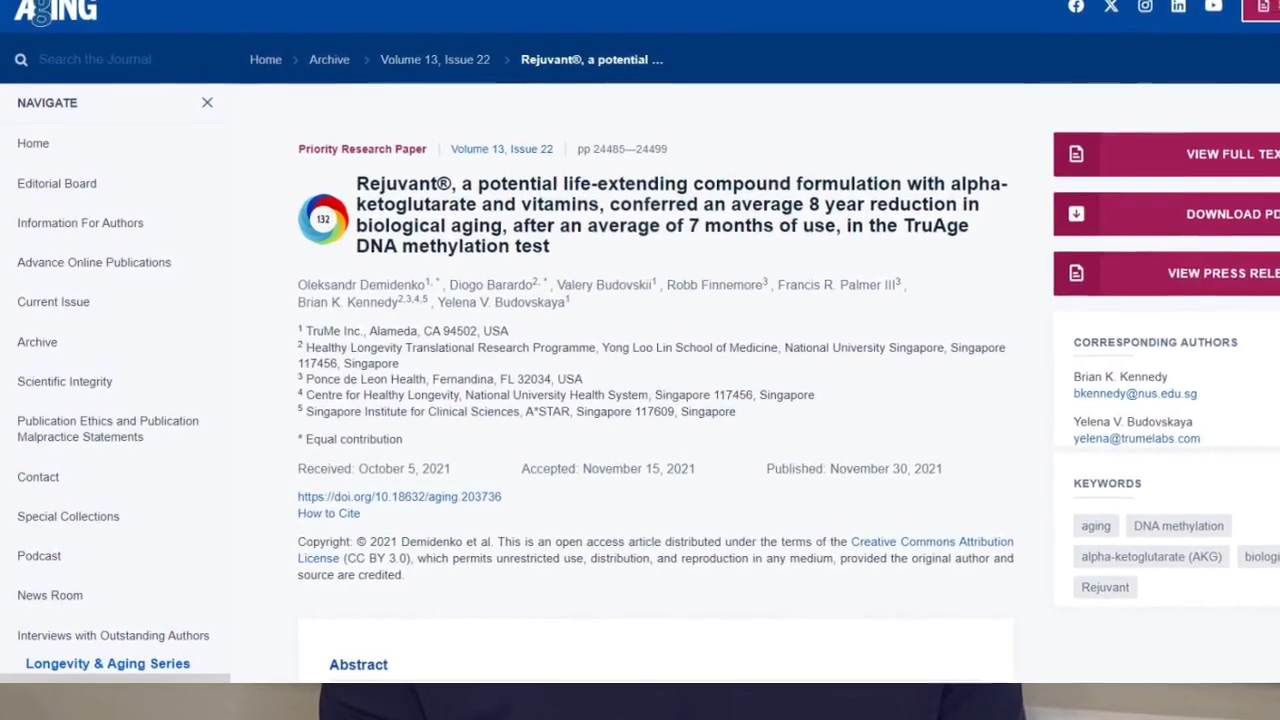 AGING
Search the Journal
Home
Archive
Volume 13, Issue 22
Rejuvant®, a potential ...
NAVIGATE
Home
Editorial Board
Information For Authors
Advance Online Publications
Current Issue
Archive
Scientific Integrity
Publication Ethics and Publication
Malpractice Statements
Contact
Special Collections
Podcast
News Room
Interviews with Outstanding Authors
Longevity & Aging Series
Priority Research Paper
Volume 13, Issue 22
pp 24485—24499
132
Rejuvant®, a potential life-extending compound formulation with alpha-
ketoglutarate and vitamins, conferred an average 8 year reduction in
biological aging, after an average of 7 months of use, in the TruAge
DNA methylation test
Oleksandr Demidenko1, *, Diogo Barardo2, *, Valery Budovskii1, Robb Finnemore3, Francis R. Palmer III3,
Brian K. Kennedy2,3,4,5, Yelena V. Budovskaya1
1 TruMe Inc., Alameda, CA 94502, USA
2 Healthy Longevity Translational Research Programme, Yong Loo Lin School of Medicine, National University Singapore, Singapore
117456, Singapore
3 Ponce de Leon Health, Fernandina, FL 32034, USA
4 Centre for Healthy Longevity, National University Health System, Singapore 117456, Singapore
5 Singapore Institute for Clinical Sciences, A*STAR, Singapore 117609, Singapore
* Equal contribution
Received: October 5, 2021
Accepted: November 15, 2021
Published: November 30, 2021
https://doi.org/10.18632/aging.203736
How to Cite
Copyright: © 2021 Demidenko et al. This is an open access article distributed under the terms of the Creative Commons Attribution
License (CC BY 3.0), which permits unrestricted use, distribution, and reproduction in any medium, provided the original author and
source are credited.
Abstract
VIEW FULL TEX
DOWNLOAD PD
VIEW PRESS RELE
CORRESPONDING AUTHORS
Brian K. Kennedy
bkennedy@nus.edu.sg
Yelena V. Budovskaya
yelena@trumelabs.com
KEYWORDS
aging
DNA methylation
alpha-ketoglutarate (AKG)
biologi
Rejuvant